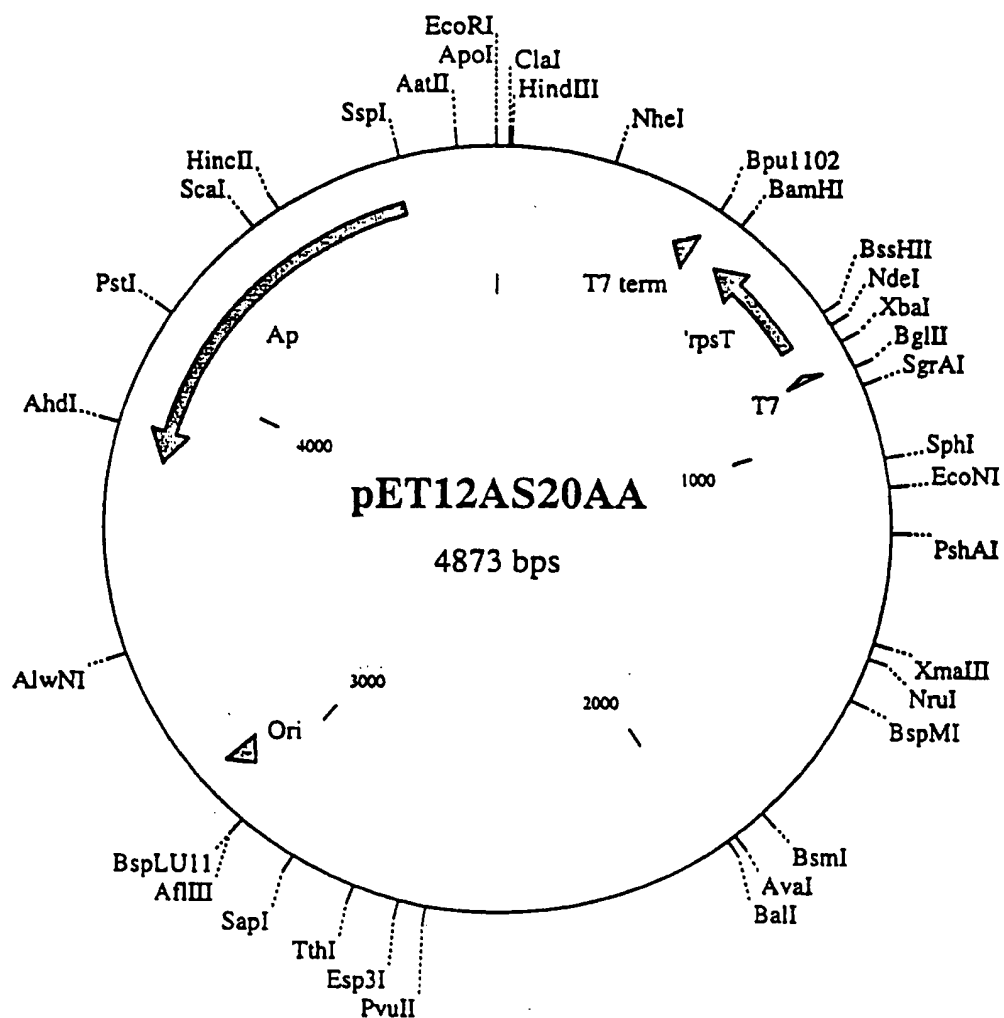 EcoRI
ApoI
ClaI
HindIII
AatII
SspI
NheI
HincII
ScaI
Bpu1102
BamHI
PstI
BssHII
NdeI
XbaI
BglII
SgrAI
T7 term
Ap
'rpsT
T7
AhdI
4000
SphI
1000
EcoNI
pET12AS20AA
PshAI
4873 bps
AlwNI
XmaIII
3000
NruI
2000
BspMI
Ori
BsmI
BspLU11
AvaI
AflIII
BalI
SapI
TthI
Esp3I
PvuII